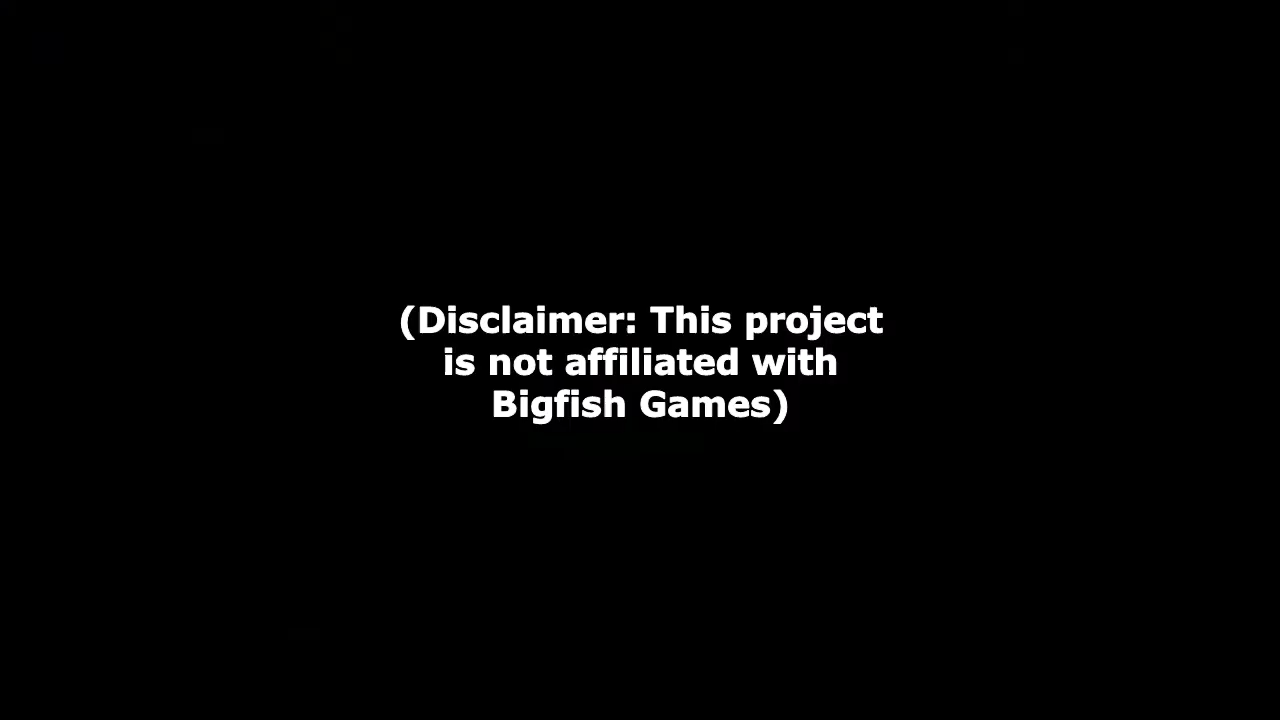 (Disclaimer: This project
is not affiliated with
Bigfish Games)